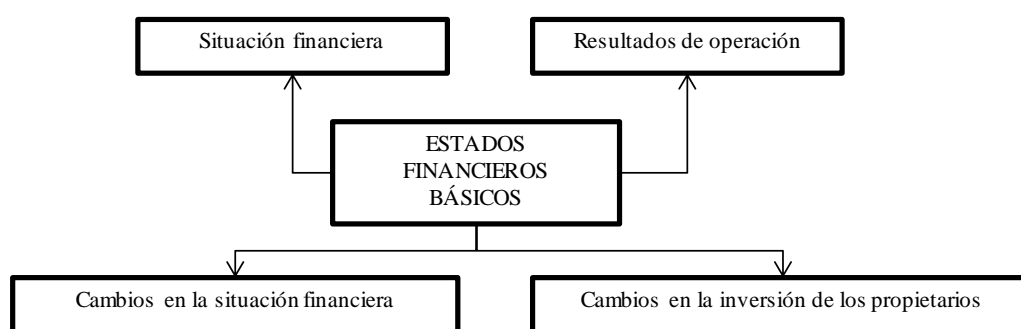 Situación financiera
Resultados de operación
ESTADOS
FINANCIEROS
BÁSICOS
Cambios en la situación financiera
Cambios en la inversión de los propietarios